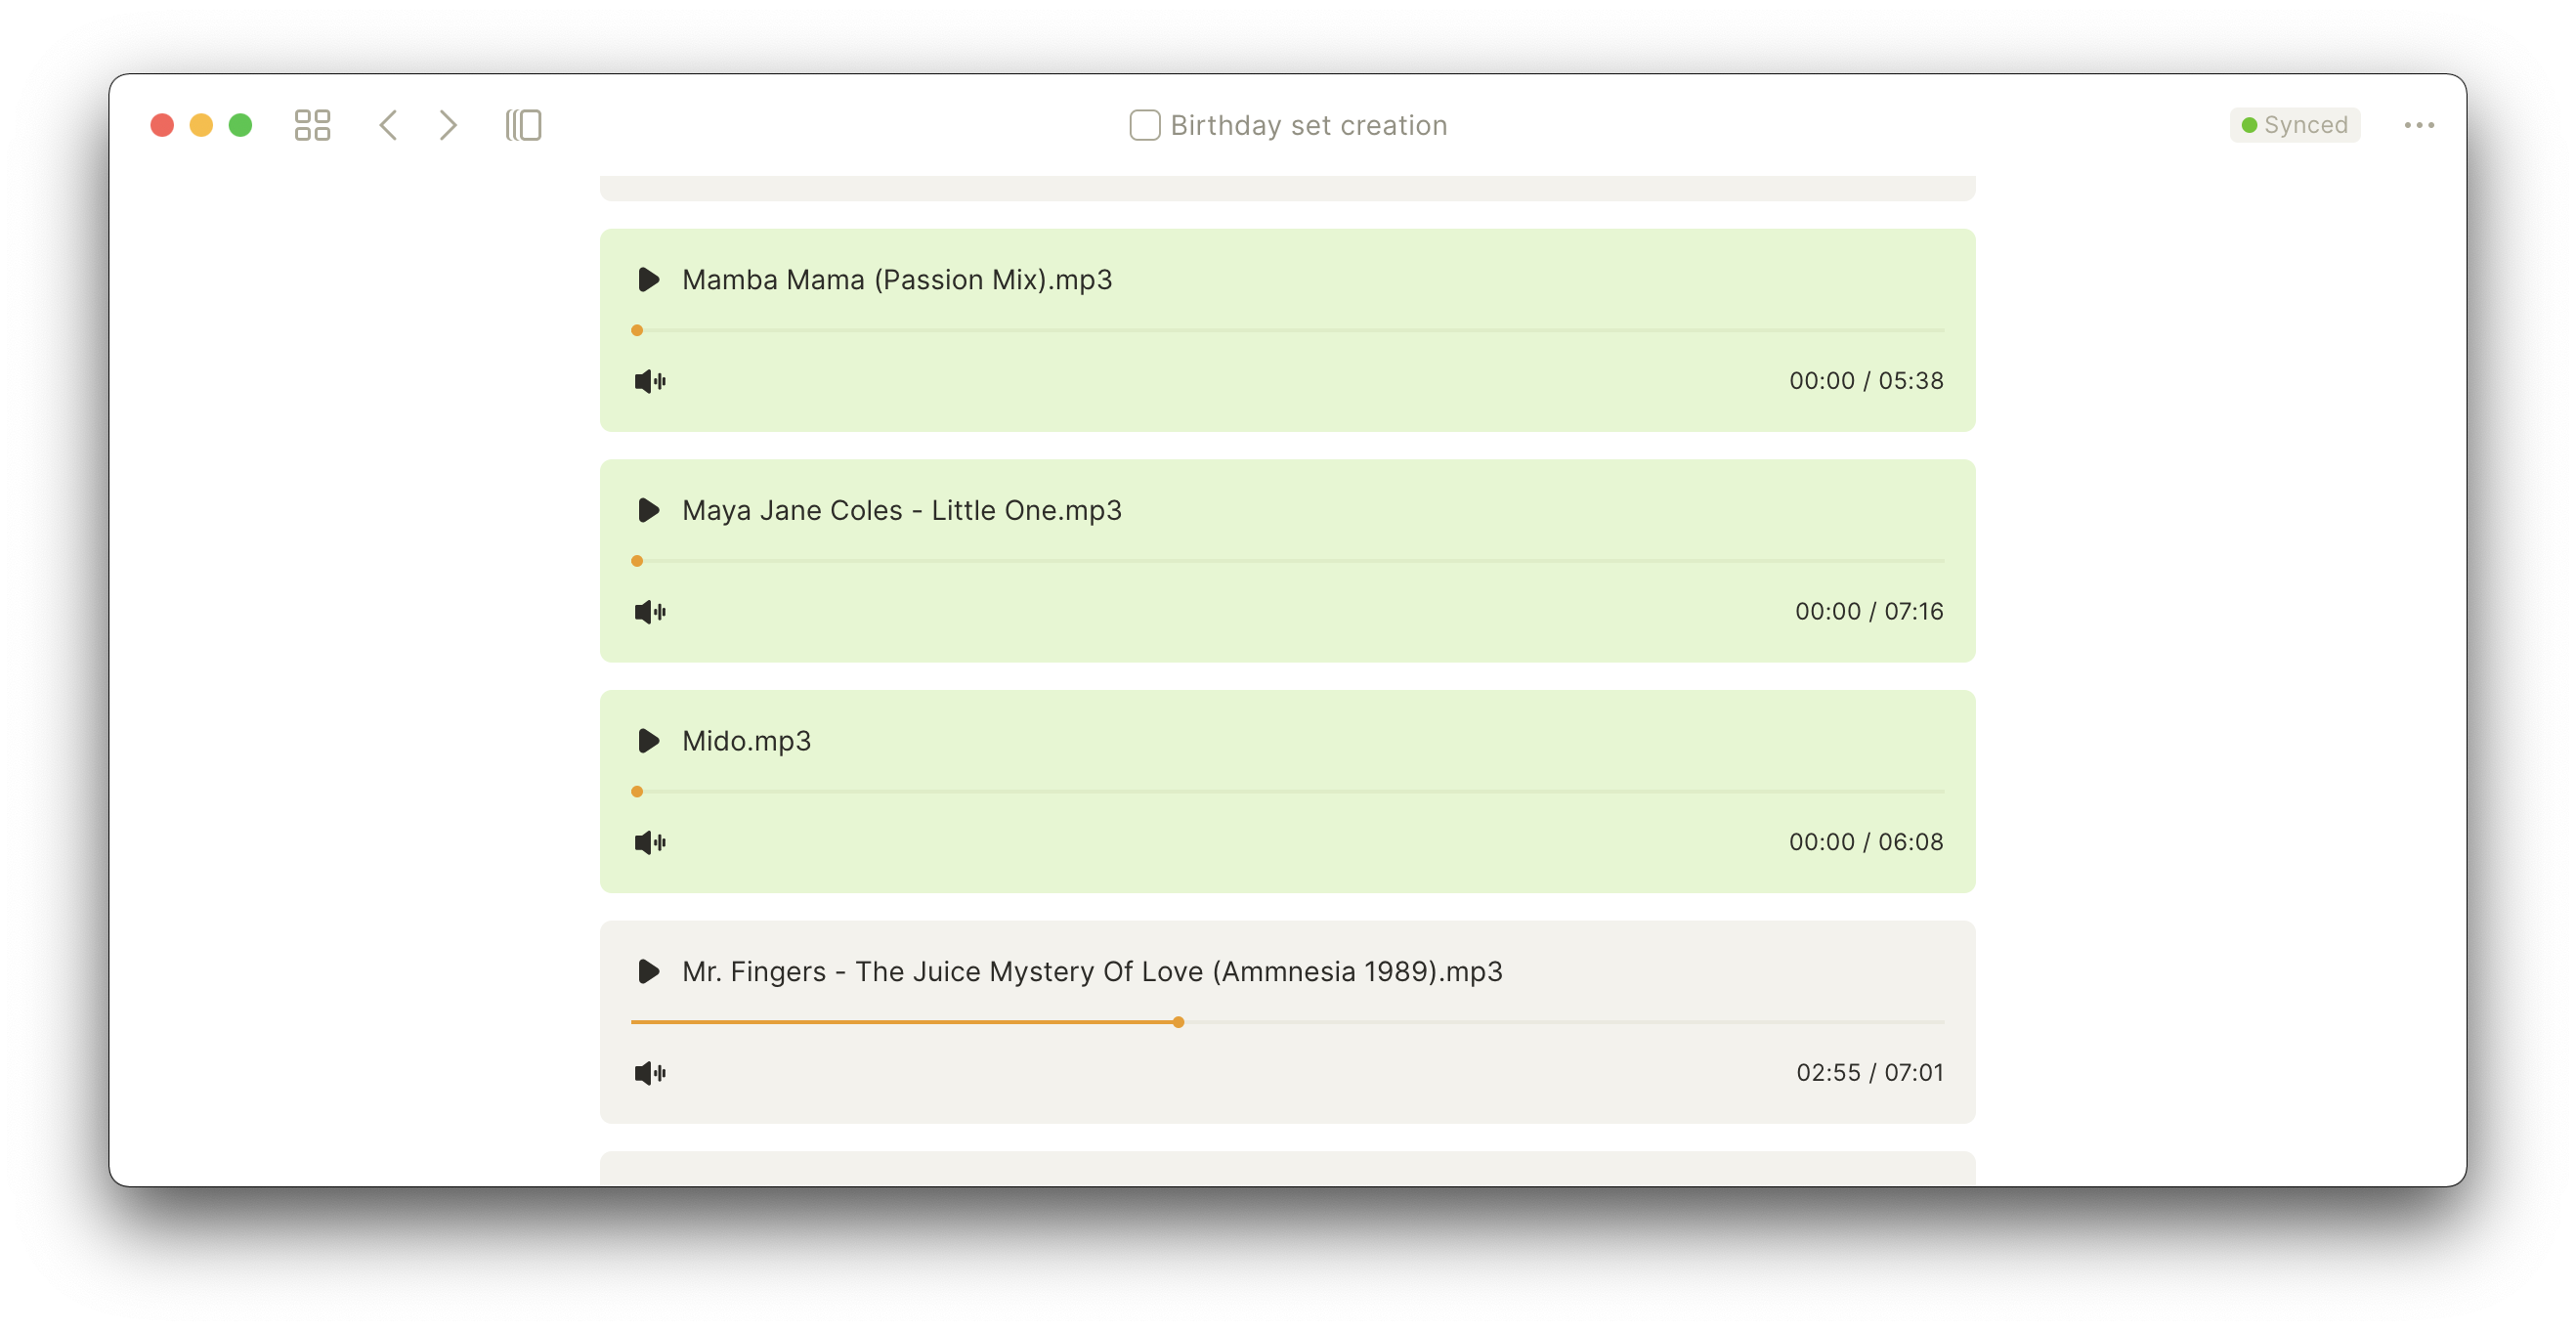 Birthday set creation
Synced
Mamba Mama (Passion Mix).mp3
00:00 / 05:38
Maya Jane Coles - Little One.mp3
00:00 / 07:16
Mido.mp3
00:00 / 06:08
Mr. Fingers - The Juice Mystery Of Love (Ammnesia 1989).mp3
02:55 / 07:01